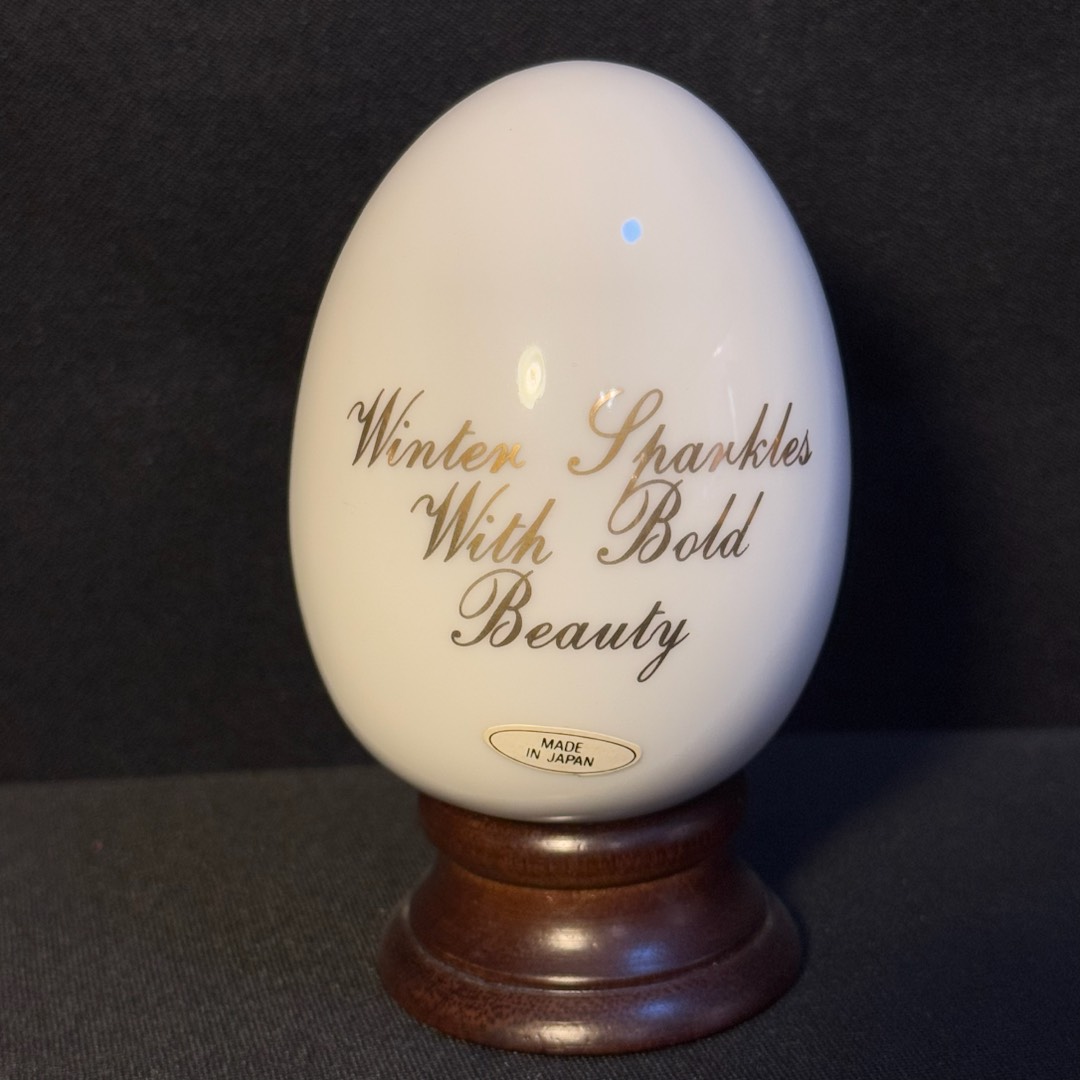 Winter Sparkles
With Bold
Beauty
MADE
IN JAPAN